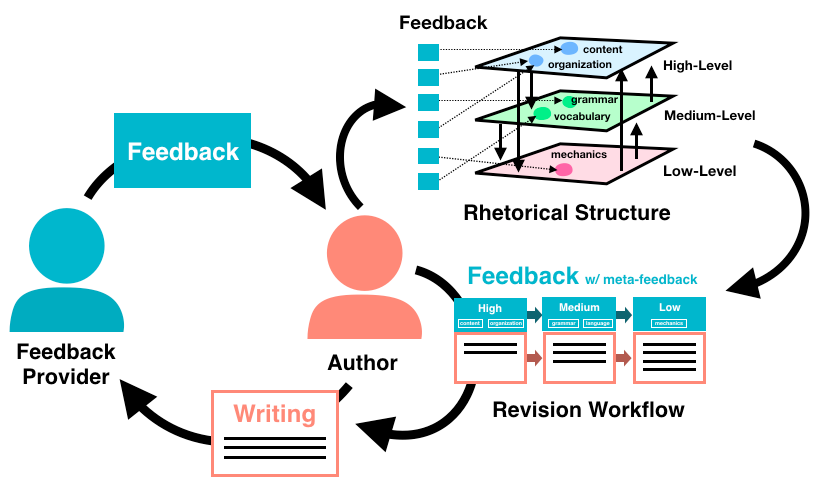 Feedback
content
organization
High-Level
grammar
vocabulary
Medium-Level
mechanics
Low-Level
Rhetorical Structure
Feedback
Feedback
Provider
Author
Writing
Feedback w/ meta-feedback
High
content organization
Medium
grammar language
Low
mechanics
Revision Workflow